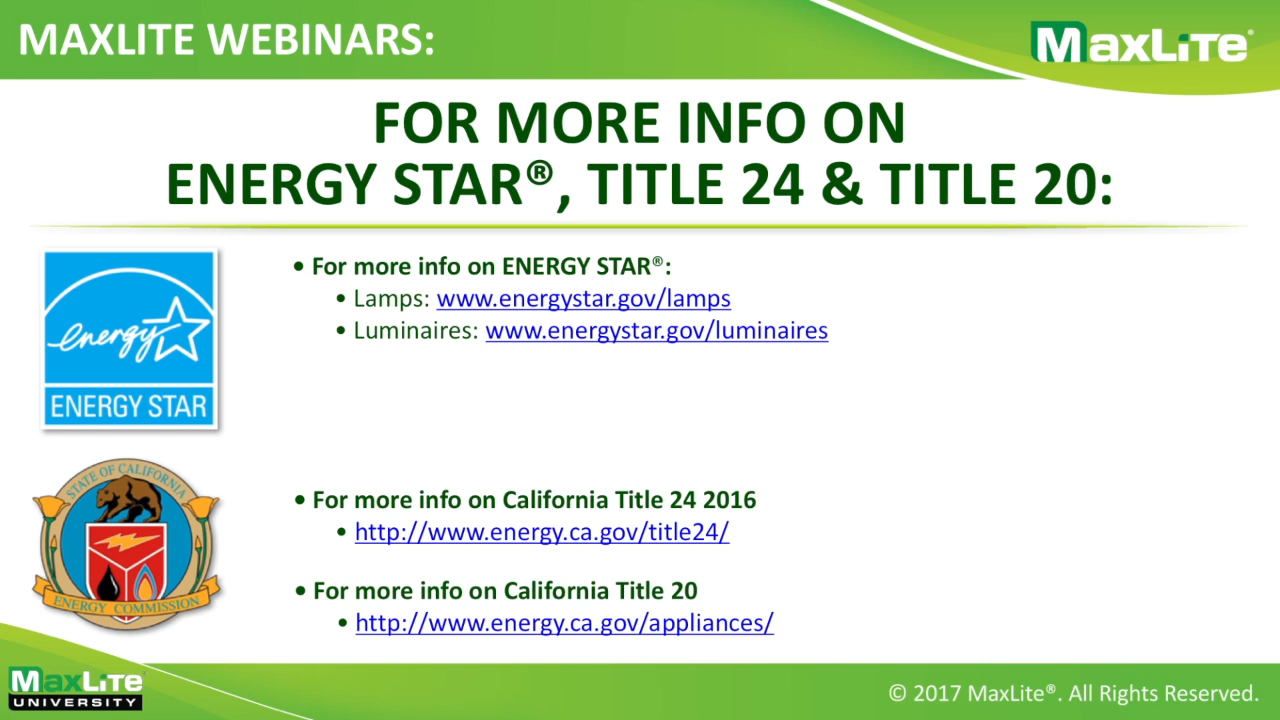 MAXLITE WEBINARS:
MAXLITE®
FOR MORE INFO ON
ENERGY STAR®, TITLE 24 & TITLE 20:
energy
ENERGY STAR
• For more info on ENERGY STAR®:
• Lamps: www.energystar.gov/lamps
• Luminaires: www.energystar.gov/luminaires
STATE OF CALIFORNIA
ENERGY COMMISSION
• For more info on California Title 24 2016
• http://www.energy.ca.gov/title24/
• For more info on California Title 20
• http://www.energy.ca.gov/appliances/
MAXLITE
UNIVERSITY
© 2017 MaxLite®. All Rights Reserved.